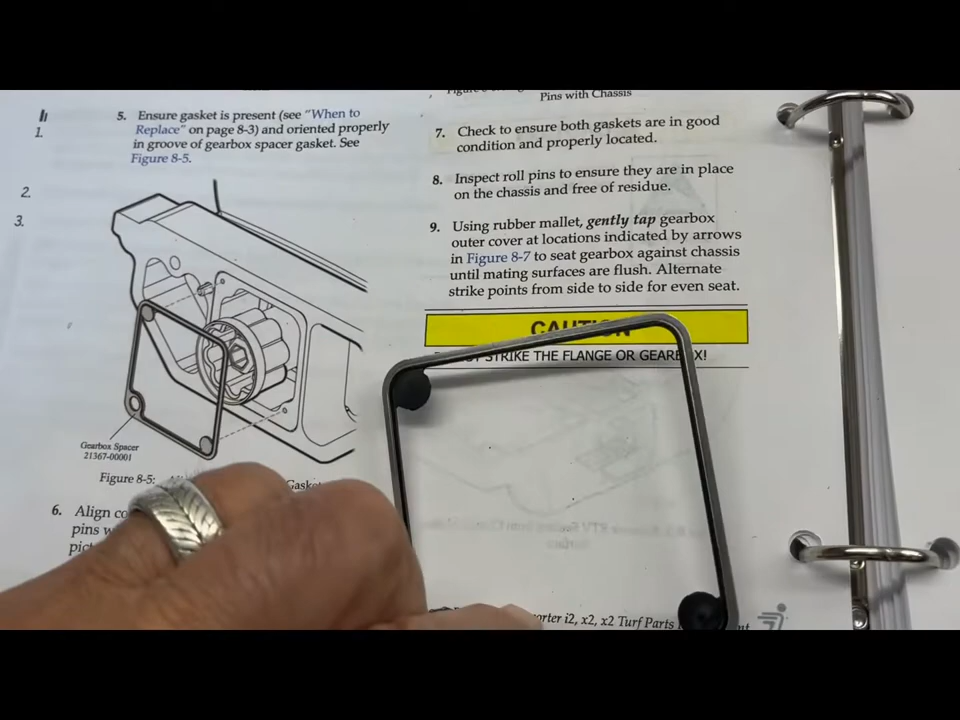 1.
2.
3.
5. Ensure gasket is present (see "When to
Replace" on page 8-3) and oriented properly
in groove of gearbox spacer gasket. See
Figure 8-5.
Gearbox Spacer
21367-00001
Figure 8-5:
Gasket
6. Align co
pins w
Pins with Chassis
7. Check to ensure both gaskets are in good
condition and properly located.
8. Inspect roll pins to ensure they are in place
on the chassis and free of residue.
9. Using rubber mallet, gently tap gearbox
outer cover at locations indicated by arrows
in Figure 8-7 to seat gearbox against chassis
until mating surfaces are flush. Alternate
strike points from side to side for even seat.
CAUTION
STRIKE THE FLANGE OR GEARBOX!
orter i2, x2, x2 Turf Parts